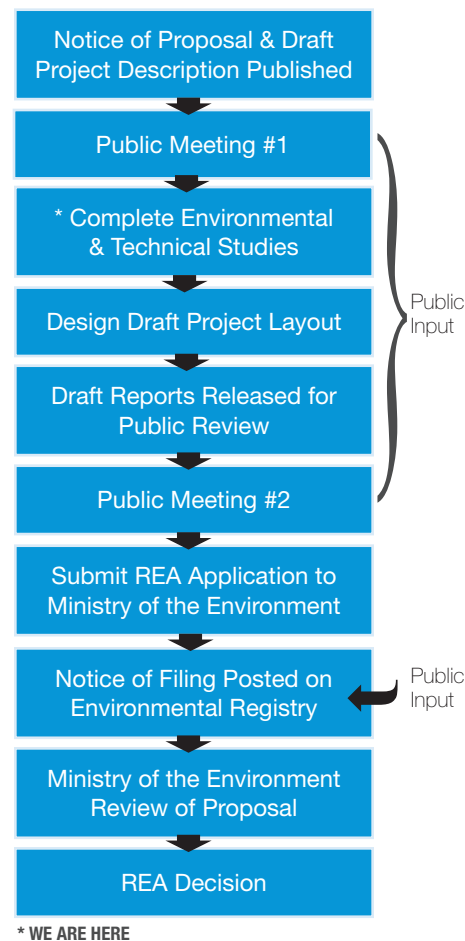 Notice of Proposal & Draft
Project Description Published
Public Meeting #1
* Complete Environmental
& Technical Studies
Design Draft Project Layout
Public
Input
Draft Reports Released for
Public Review
Public Meeting #2
Submit REA Application to
Ministry of the Environment
Notice of Filing Posted on
Environmental Registry
Public
Input
Ministry of the Environment
Review of Proposal
REA Decision
* WE ARE HERE